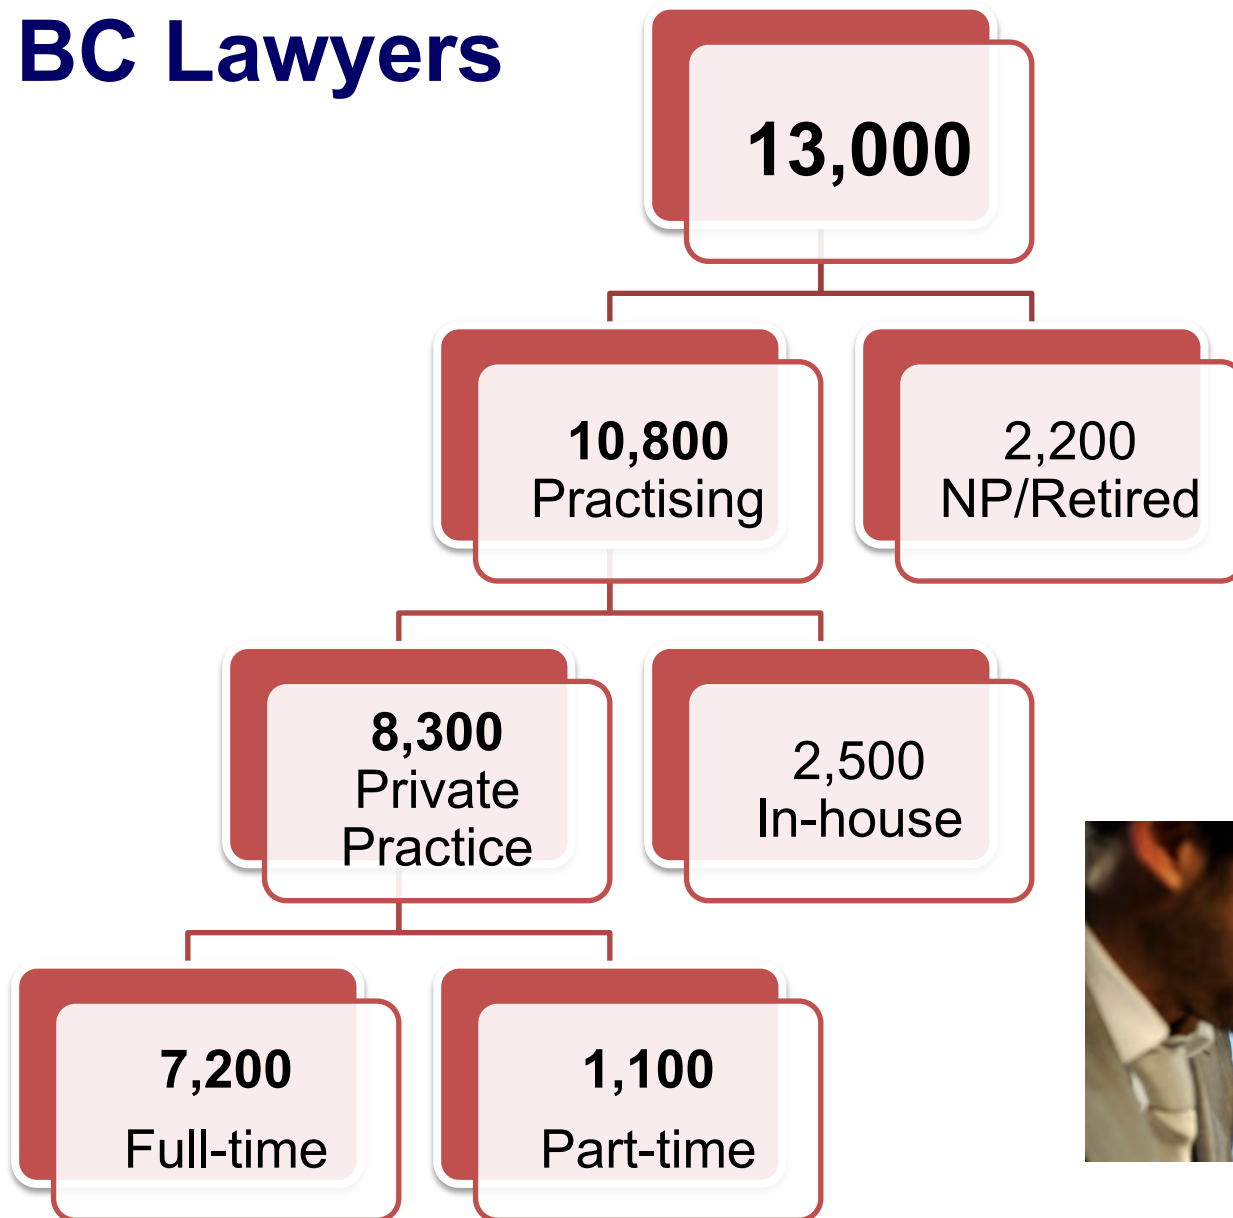 BC Lawyers
13,000
10,800
Practising
2,200
NP/Retired
8,300
Private
Practice
2,500
In-house
7,200
Full-time
1,100
Part-time